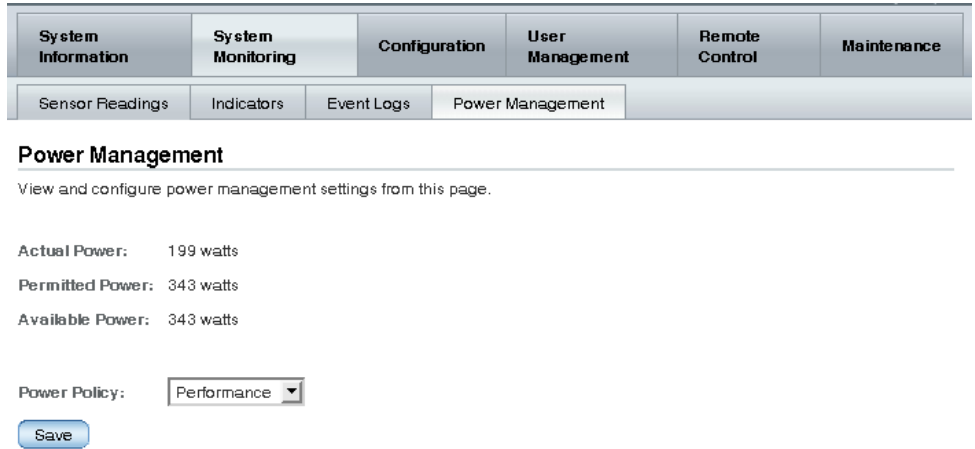 System Information
System Monitoring
Configuration
User Management
Remote Control
Maintenance
Sensor Readings
Indicators
Event Logs
Power Management
Power Management
View and configure power management settings from this page.
Actual Power: 199 watts
Permitted Power: 343 watts
Available Power: 343 watts
Power Policy: Performance
Save